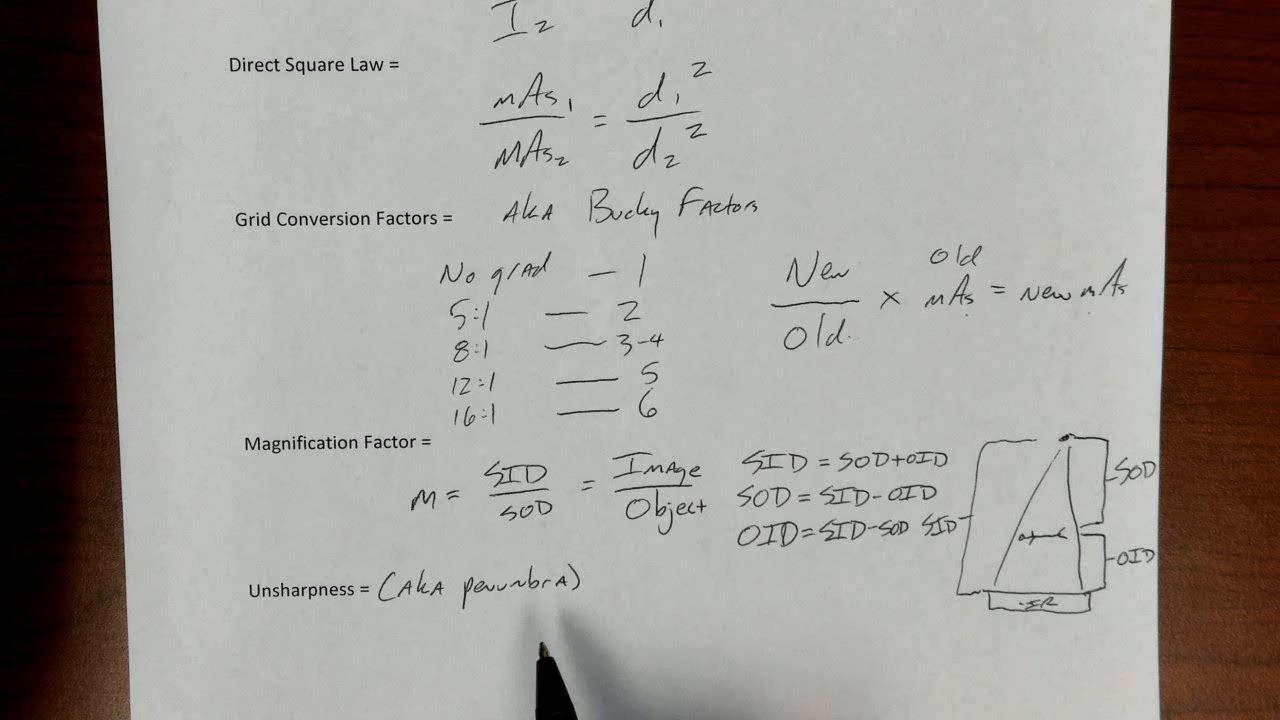 I₂ d₁
Direct Square Law =
mAs₁ / mAs₂ = d₁² / d₂²
Grid Conversion Factors = AKA Bucky Factors
No grid — 1
5:1 — 2
8:1 — 3-4
12:1 — 5
16:1 — 6
New / Old × old mAs = New mAs
Magnification Factor =
M = SID / SOD = Image / Object
SID = SOD+OID
SOD = SID-OID
OID = SID-SOD
SID
SOD
OID
IR
Unsharpness = (AKA penumbra)